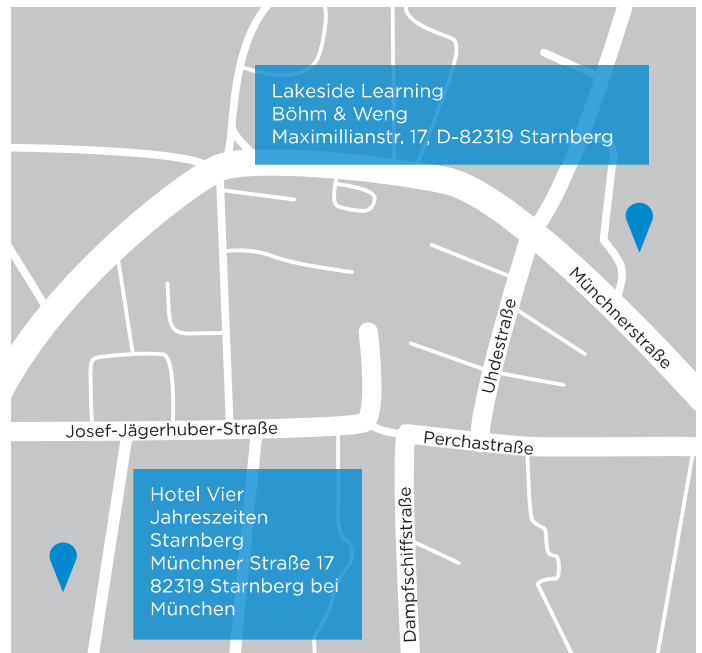 Lakeside Learning
Böhm & Weng
Maximillianstr. 17, D-82319 Starnberg
Münchnerstraße
Uhdestraße
Josef-Jägerhuber-Straße
Perchastraße
Hotel Vier
Jahreszeiten
Starnberg
Münchner Straße 17
82319 Starnberg bei
München
Dampfschiffstraße